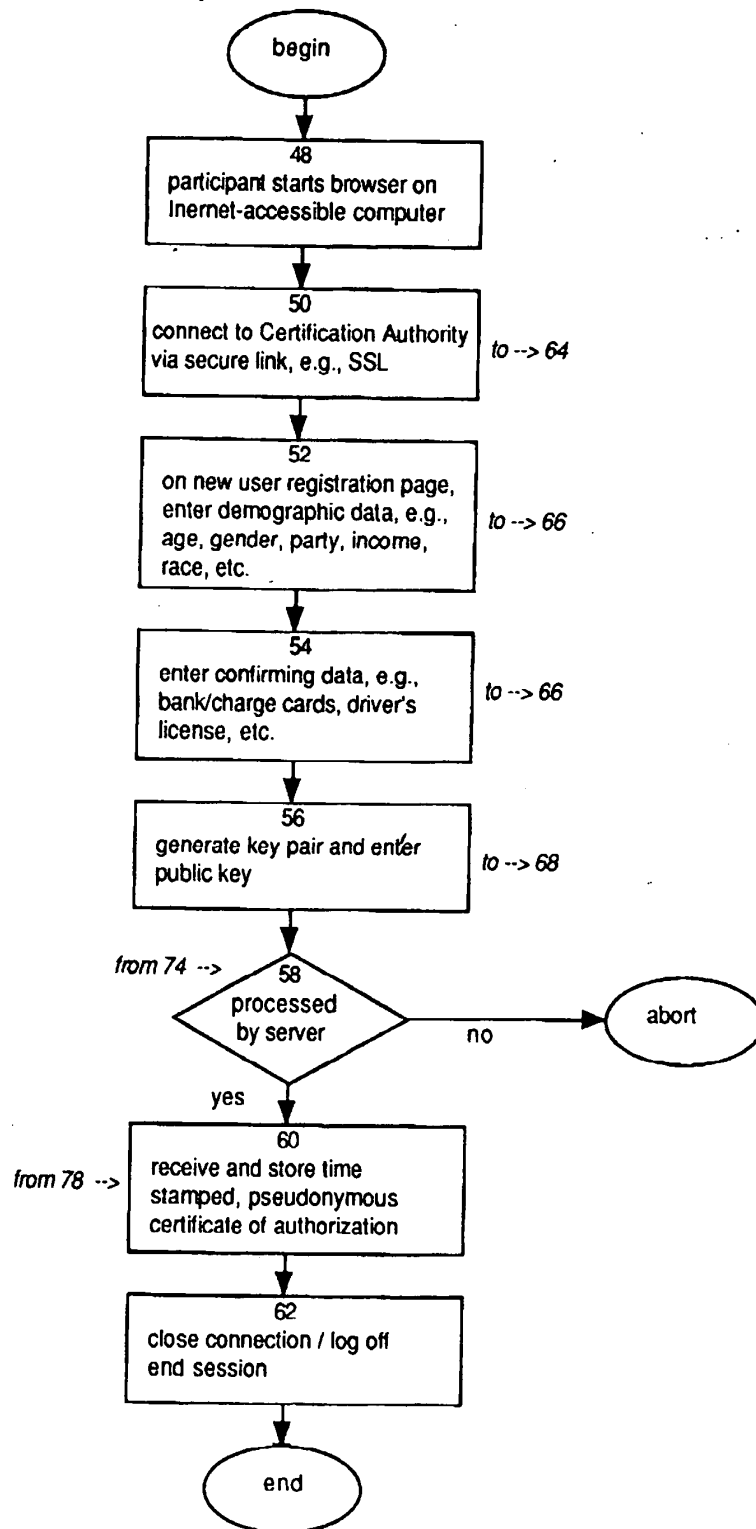 begin
48
participant starts browser on
Inernet-accessible computer
50
connect to Certification Authority
via secure link, e.g., SSL
to --> 64
52
on new user registration page,
enter demographic data, e.g.,
age, gender, party, income,
race, etc.
to --> 66
54
enter confirming data, e.g.,
bank/charge cards, driver's
license, etc.
to --> 66
56
generate key pair and enter
public key
to --> 68
from 74 -->
58
processed
by server
no
abort
yes
60
receive and store time
stamped, pseudonymous
certificate of authorization
from 78 -->
62
close connection / log off
end session
end